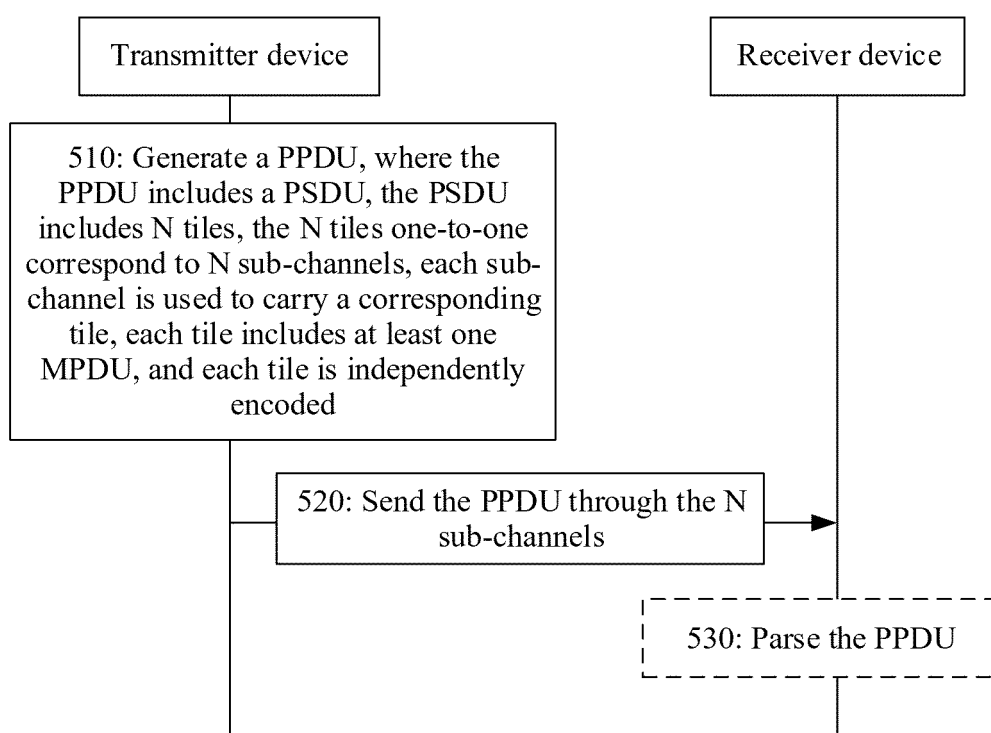 Transmitter device
Receiver device
510: Generate a PPDU, where the
PPDU includes a PSDU, the PSDU
includes N tiles, the N tiles one-to-one
correspond to N sub-channels, each sub-
channel is used to carry a corresponding
tile, each tile includes at least one
MPDU, and each tile is independently
encoded
520: Send the PPDU through the N
sub-channels
530: Parse the PPDU